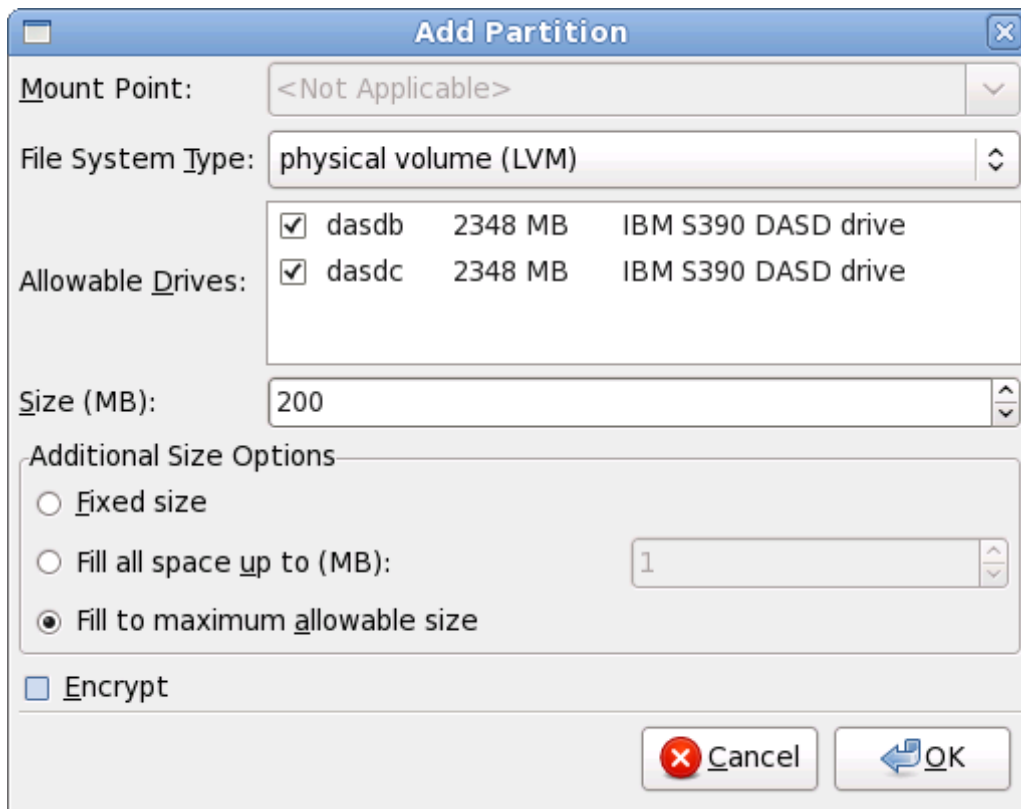 Add Partition
Mount Point: <Not Applicable>
File System Type: physical volume (LVM)
Allowable Drives:
dasdb 2348 MB IBM S390 DASD drive
dasdc 2348 MB IBM S390 DASD drive
Size (MB): 200
Additional Size Options
Fixed size
Fill all space up to (MB): 1
Fill to maximum allowable size
Encrypt
Cancel OK